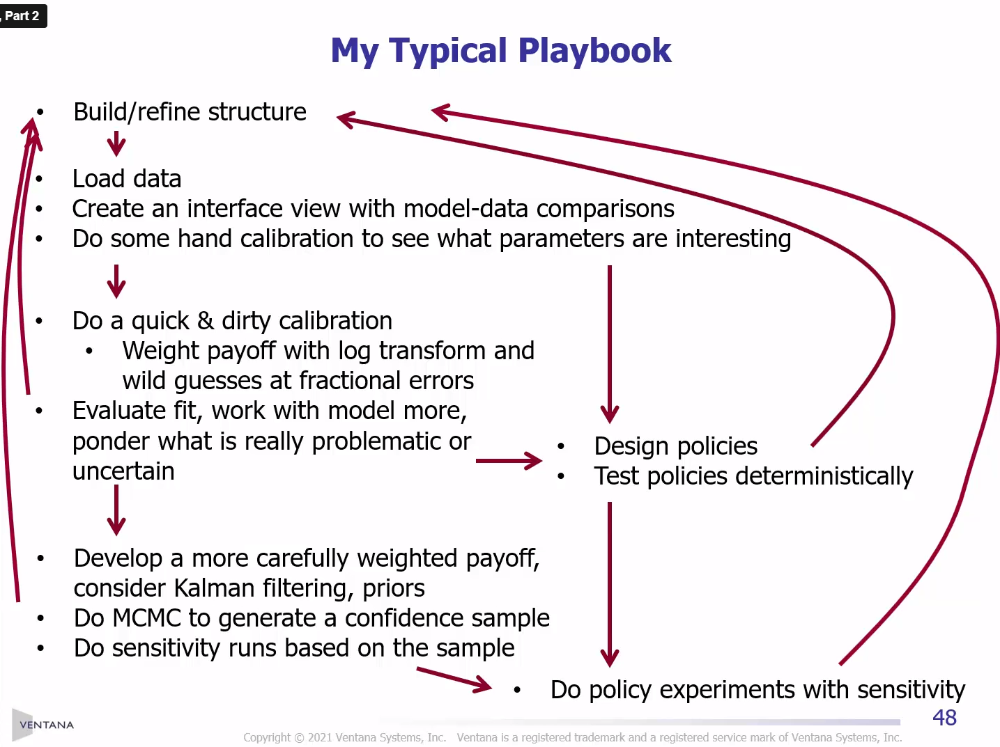 , Part 2
My Typical Playbook
• Build/refine structure
• Load data
• Create an interface view with model-data comparisons
• Do some hand calibration to see what parameters are interesting
• Do a quick & dirty calibration
• Weight payoff with log transform and
wild guesses at fractional errors
• Evaluate fit, work with model more,
ponder what is really problematic or
uncertain
• Design policies
• Test policies deterministically
• Develop a more carefully weighted payoff,
consider Kalman filtering, priors
• Do MCMC to generate a confidence sample
• Do sensitivity runs based on the sample
• Do policy experiments with sensitivity
48
VENTANA
Copyright © 2021 Ventana Systems, Inc. Ventana is a registered trademark and a registered service mark of Ventana Systems, Inc.